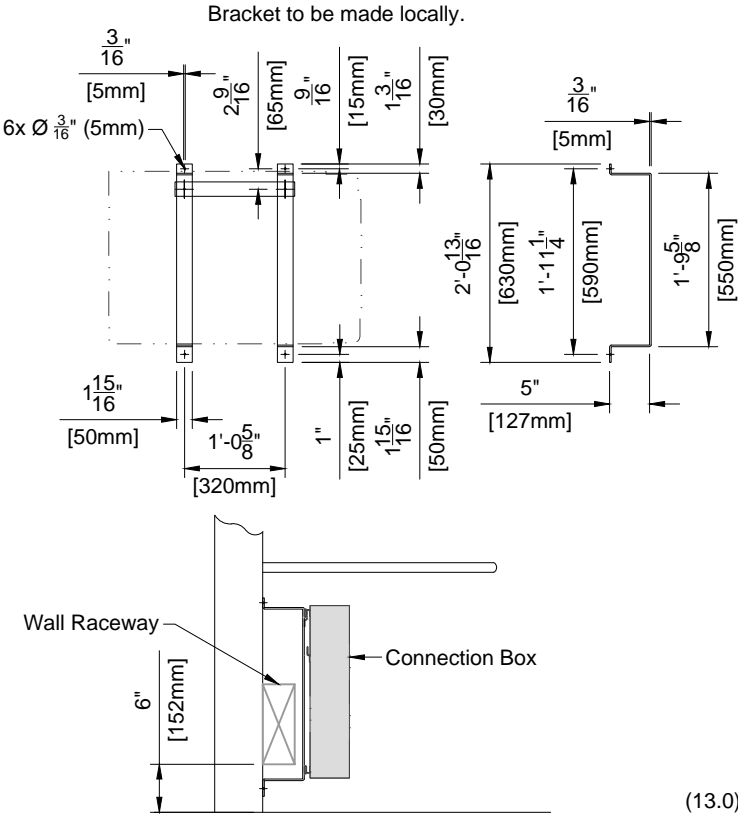 Bracket to be made locally.
3/16"
[5mm]
6x Ø 3/16" (5mm)
2 9/16"
[65mm]
9/16"
[15mm]
1 3/16"
[30mm]
3/16"
[5mm]
2'-0 13/16"
[630mm]
1'-11 1/4"
[590mm]
1'-9 5/8"
[550mm]
1 15/16"
[50mm]
1'-0 5/8"
[320mm]
1"
[25mm]
1 15/16"
[50mm]
5"
[127mm]
Wall Raceway
Connection Box
6"
[152mm]
(13.0)